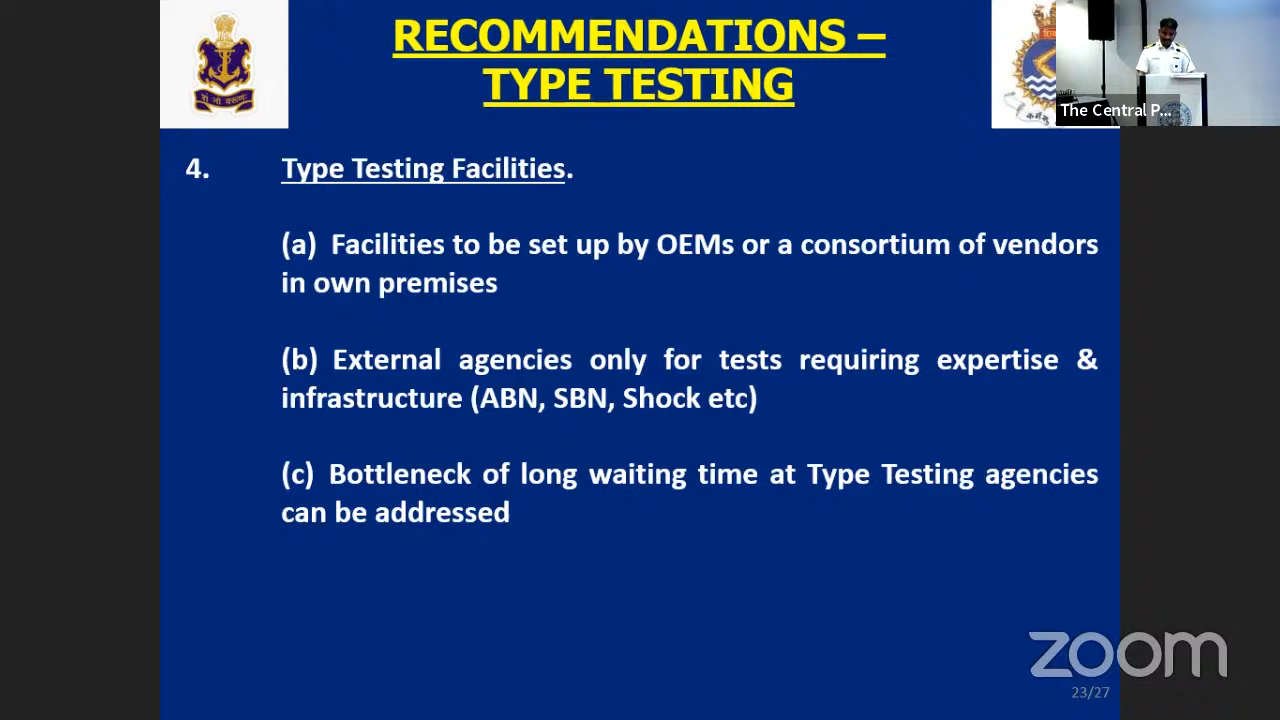 RECOMMENDATIONS –
TYPE TESTING
शं नो वरुणः
The Central P...
4. Type Testing Facilities.
(a) Facilities to be set up by OEMs or a consortium of vendors
in own premises
(b) External agencies only for tests requiring expertise &
infrastructure (ABN, SBN, Shock etc)
(c) Bottleneck of long waiting time at Type Testing agencies
can be addressed
zoom
23/27